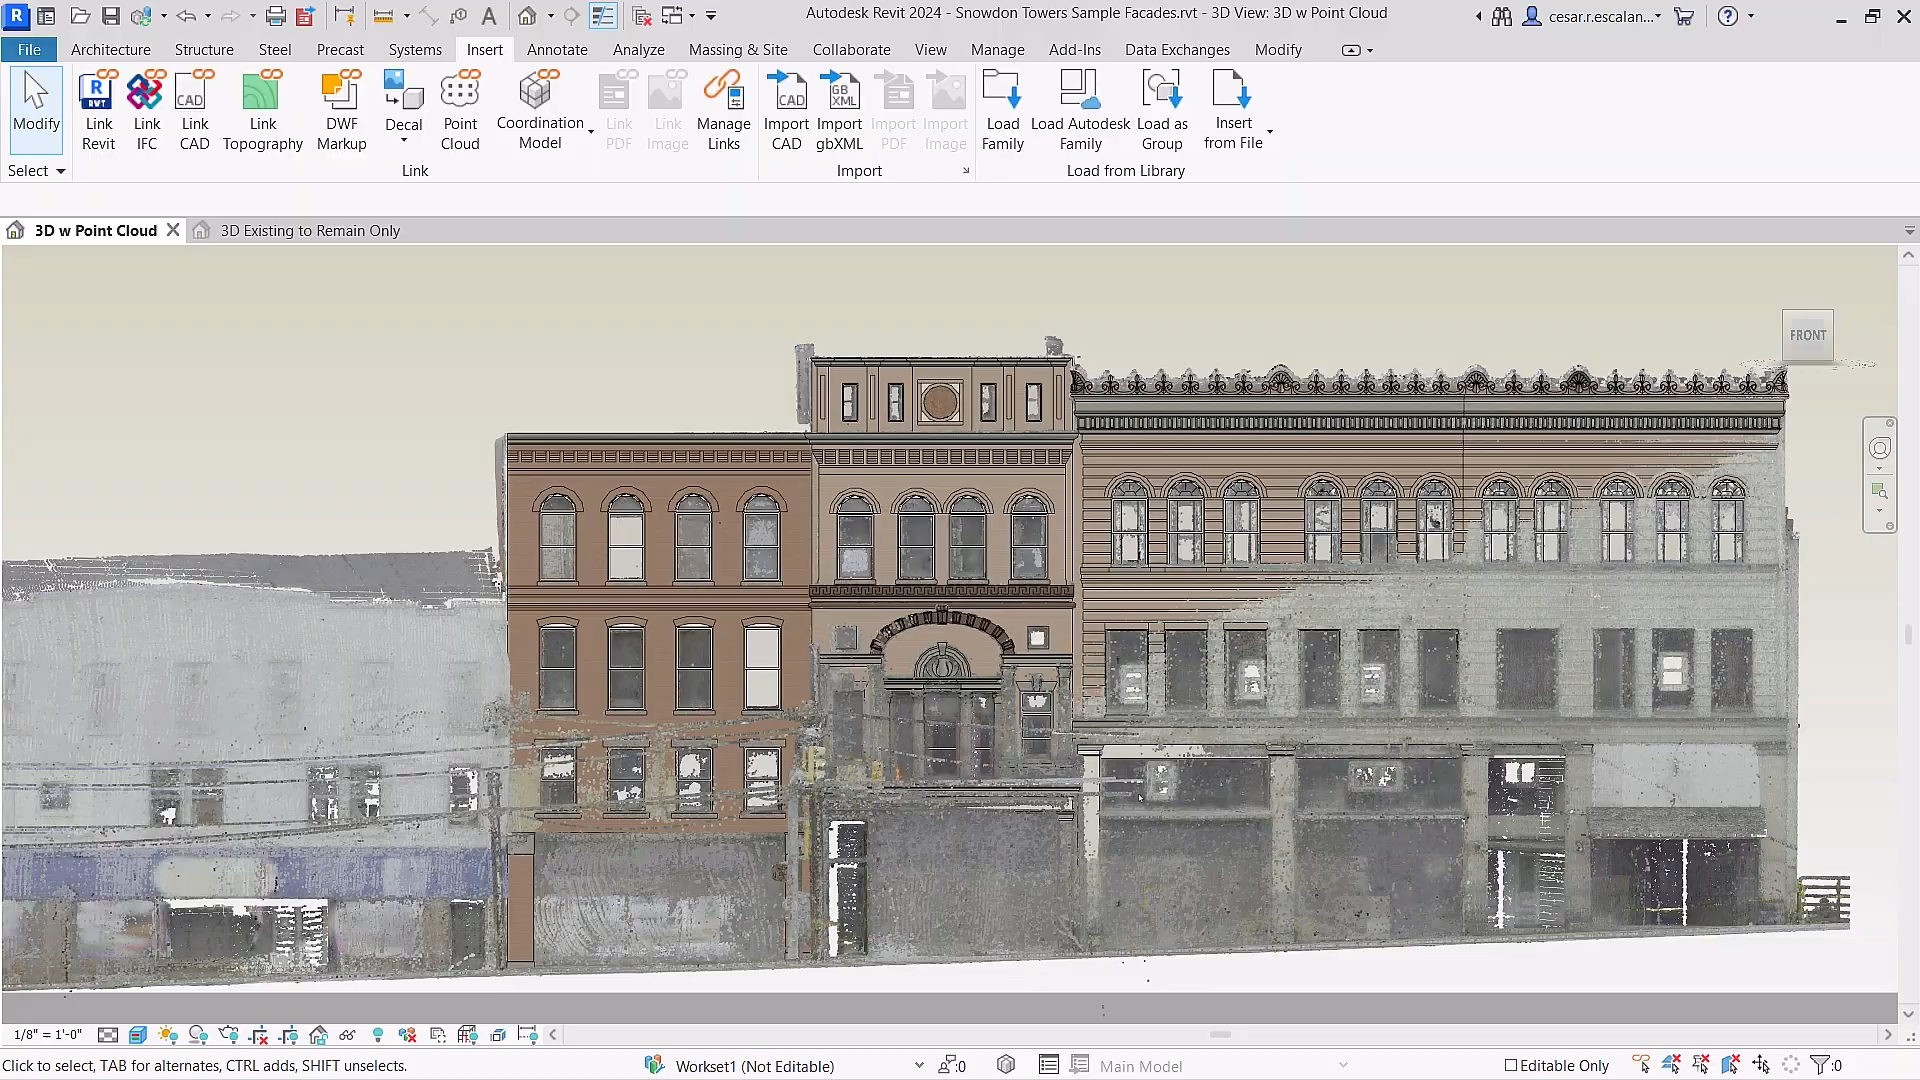 Autodesk Revit 2024 - Snowdon Towers Sample Facades.rvt - 3D View: 3D w Point Cloud
cesar.r.escalan...
File Architecture Structure Steel Precast Systems Insert Annotate Analyze Massing & Site Collaborate View Manage Add-Ins Data Exchanges Modify
Modify
Link Revit
Link IFC
Link CAD
Link Topography
DWF Markup
Decal
Point Cloud
Coordination Model
Link PDF
Link Image
Manage Links
Import CAD
Import gbXML
Import PDF
Import Image
Load Family
Load Autodesk Family
Load as Group
Insert from File
Select
Link
Import
Load from Library
3D w Point Cloud
3D Existing to Remain Only
FRONT
1/8" = 1'-0"
Click to select, TAB for alternates, CTRL adds, SHIFT unselects.
Workset1 (Not Editable)
:0
Main Model
Editable Only
:0